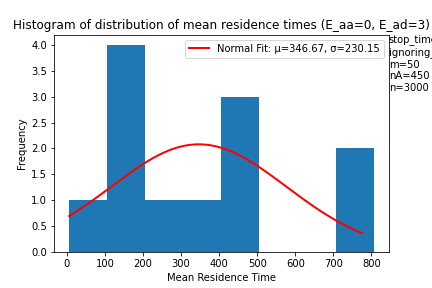 Histogram of distribution of mean residence times (E_aa=0, E_ad=3)
stop_time
ignoring_
m=50
nA=450
n=3000
Normal Fit: μ=346.67, σ=230.15
4.0
3.5
3.0
2.5
2.0
1.5
1.0
0.5
0.0
Frequency
0 100 200 300 400 500 600 700 800
Mean Residence Time